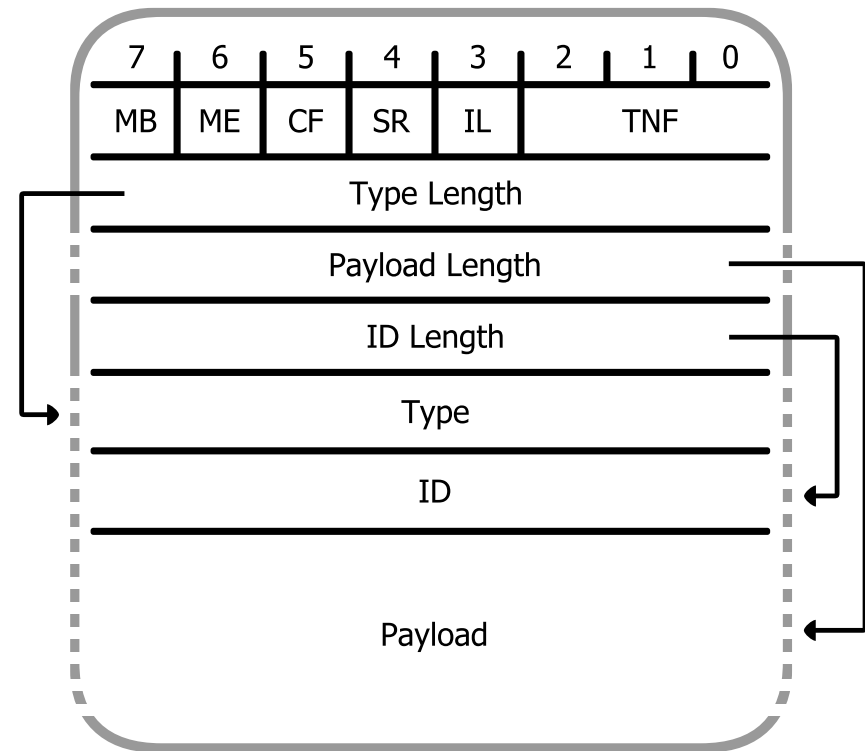 7 6 5 4 3 2 1 0
MB ME CF SR IL TNF
Type Length
Payload Length
ID Length
Type
ID
Payload